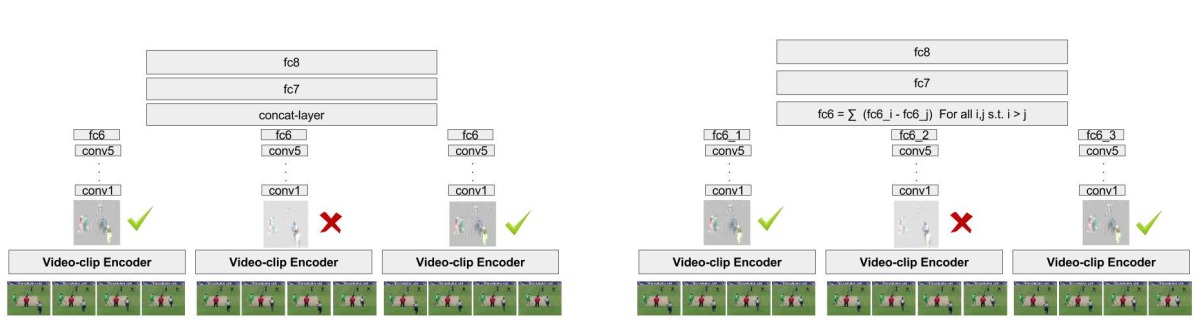 fc8
fc7
concat-layer
fc6 fc6 fc6
conv5 conv5 conv5
conv1 conv1 conv1
Video-clip Encoder Video-clip Encoder Video-clip Encoder
fc8
fc7
fc6 = ∑ (fc6_i - fc6_j) For all i,j s.t. i > j
fc6_1 fc6_2 fc6_3
conv5 conv5 conv5
conv1 conv1 conv1
Video-clip Encoder Video-clip Encoder Video-clip Encoder